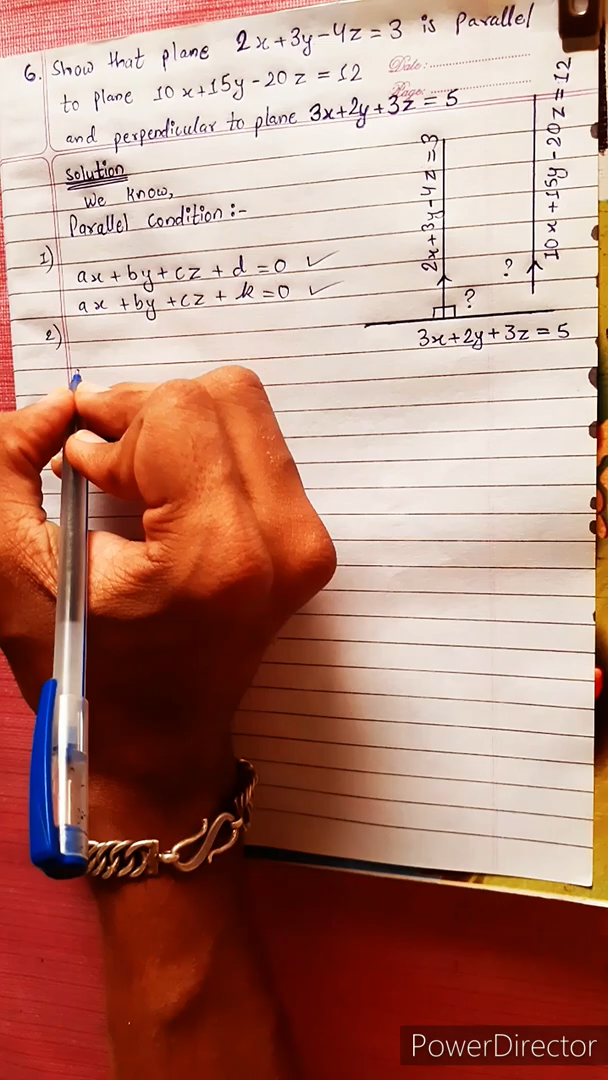 6. Show that plane 2x+3y-4z=3 is parallel
to plane 10x+15y-20z=12
and perpendicular to plane 3x+2y+3z=5
Date:
Page:
Solution
We know,
Parallel condition:-
1) ax+by+cz+d=0 ✓
ax+by+cz+k=0 ✓
2)
2x+3y-4z=3
10x+15y-20z=12
?
?
3x+2y+3z=5
PowerDirector